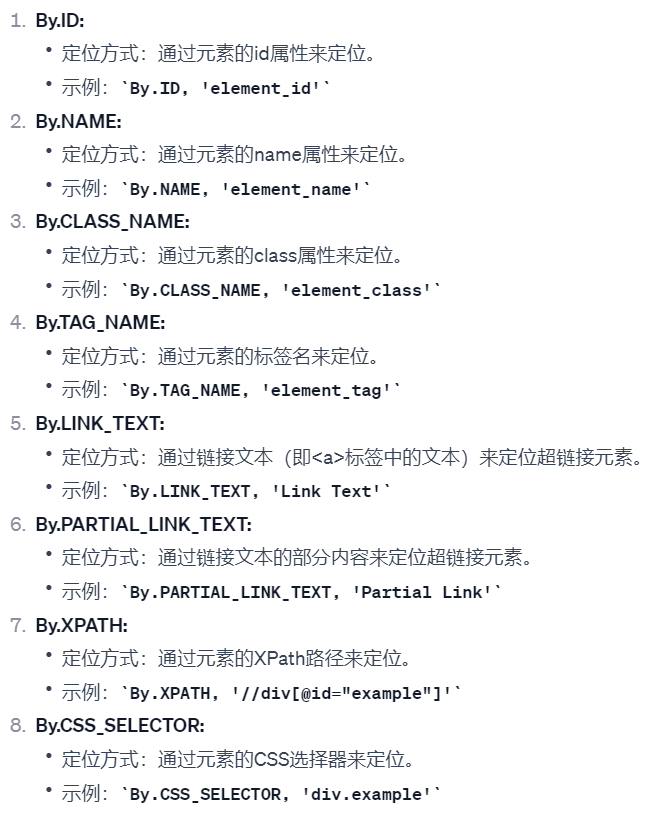 1. By.ID:
• 定位方式：通过元素的id属性来定位。
• 示例：`By.ID, 'element_id'`
2. By.NAME:
• 定位方式：通过元素的name属性来定位。
• 示例：`By.NAME, 'element_name'`
3. By.CLASS_NAME:
• 定位方式：通过元素的class属性来定位。
• 示例：`By.CLASS_NAME, 'element_class'`
4. By.TAG_NAME:
• 定位方式：通过元素的标签名来定位。
• 示例：`By.TAG_NAME, 'element_tag'`
5. By.LINK_TEXT:
• 定位方式：通过链接文本（即<a>标签中的文本）来定位超链接元素。
• 示例：`By.LINK_TEXT, 'Link Text'`
6. By.PARTIAL_LINK_TEXT:
• 定位方式：通过链接文本的部分内容来定位超链接元素。
• 示例：`By.PARTIAL_LINK_TEXT, 'Partial Link'`
7. By.XPATH:
• 定位方式：通过元素的XPath路径来定位。
• 示例：`By.XPATH, '//div[@id="example"]'`
8. By.CSS_SELECTOR:
• 定位方式：通过元素的CSS选择器来定位。
• 示例：`By.CSS_SELECTOR, 'div.example'`